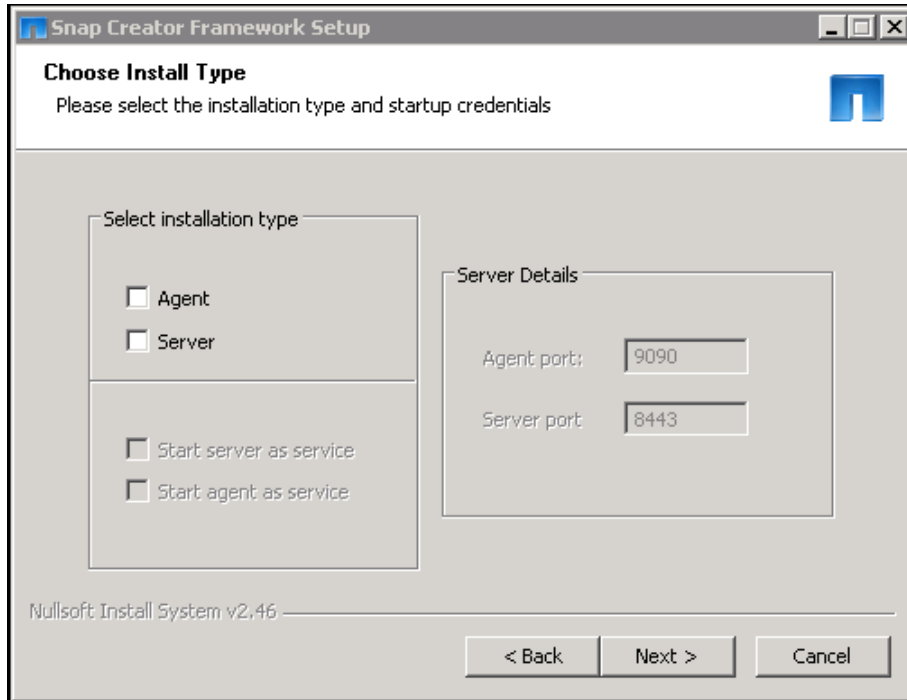 Snap Creator Framework Setup
Choose Install Type
Please select the installation type and startup credentials
Select installation type
Agent
Server
Start server as service
Start agent as service
Server Details
Agent port: 9090
Server port 8443
Nullsoft Install System v2.46
< Back Next > Cancel